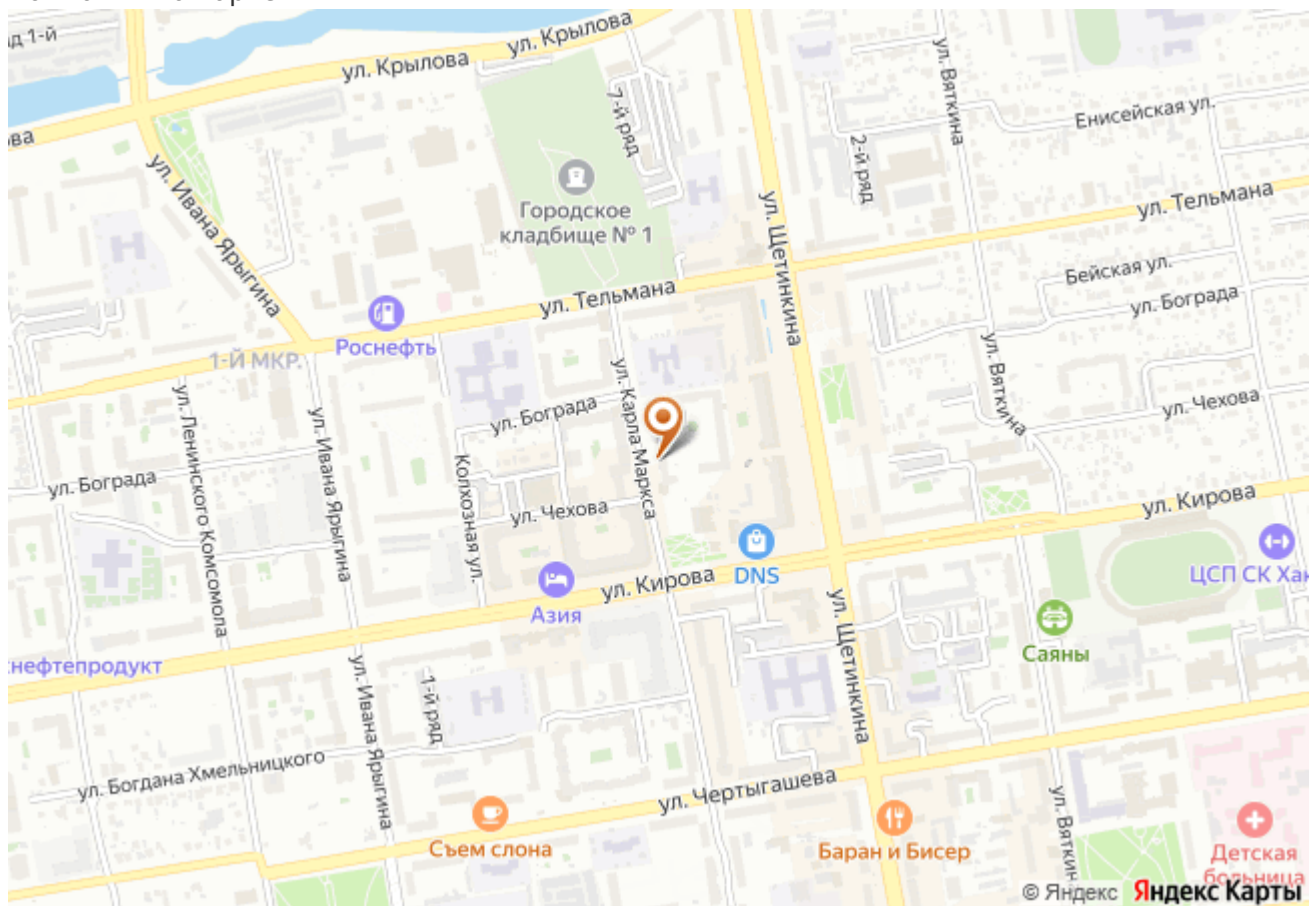 д 1-й
ул. Крылова
ул. Крылова
ова
ул. Ивана Ярыгина
7-й ряд
Городское
кладбище № 1
ул. Щетинкина
2-й ряд
ул. Вяткина
Енисейская ул.
ул. Тельмана
Бейская ул.
ул. Бограда
ул. Тельмана
Роснефть
1-Й МКР.
ул. Карла Маркса
ул. Вяткина
ул. Чехова
ул. Ленинского Комсомола
ул. Ивана Ярыгина
ул. Бограда
Колхозная ул.
ул. Бограда
ул. Чехова
ул. Кирова
DNS
ул. Кирова
Азия
ЦСП СК Хак
Саяны
снефтепродукт
ул. Щетинкина
ул. Ивана Ярыгина
1-й ряд
ул. Богдана Хмельницкого
ул. Чертыгашева
ул. Вяткин
Съем слона
Баран и Бисер
Детская
больница
© Яндекс Яндекс Карты